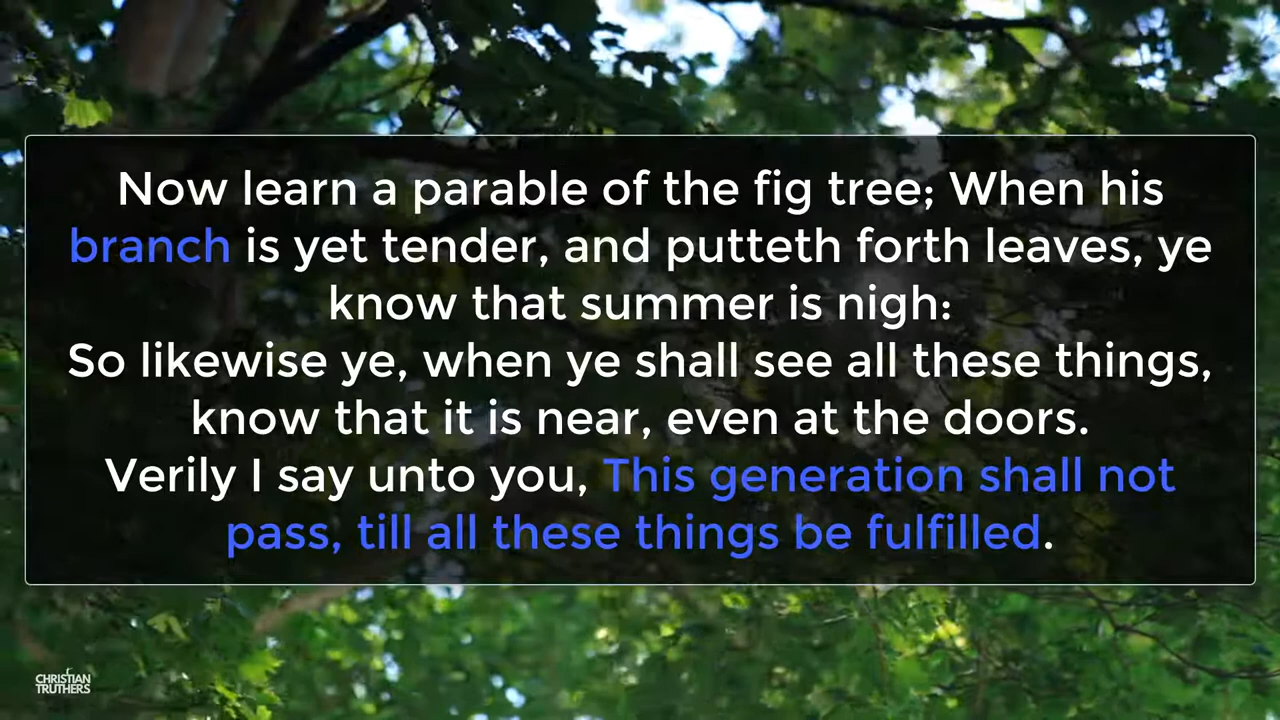 Now learn a parable of the fig tree; When his
branch is yet tender, and putteth forth leaves, ye
know that summer is nigh:
So likewise ye, when ye shall see all these things,
know that it is near, even at the doors.
Verily I say unto you, This generation shall not
pass, till all these things be fulfilled.
CHRISTIAN
TRUTHERS